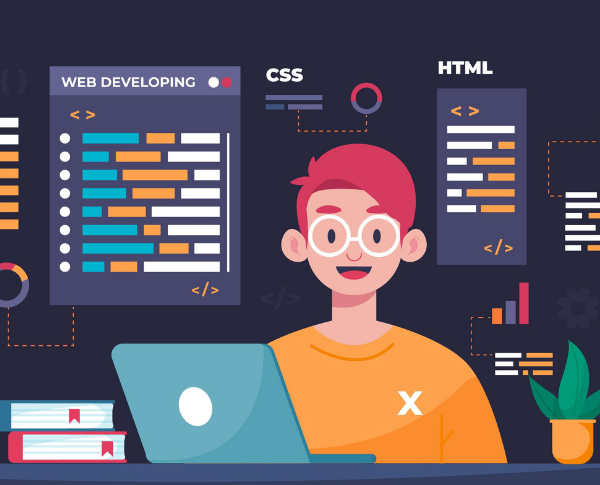 WEB DEVELOPING
CSS
HTML
< >
< >
{ }
</>
</>
</>
X